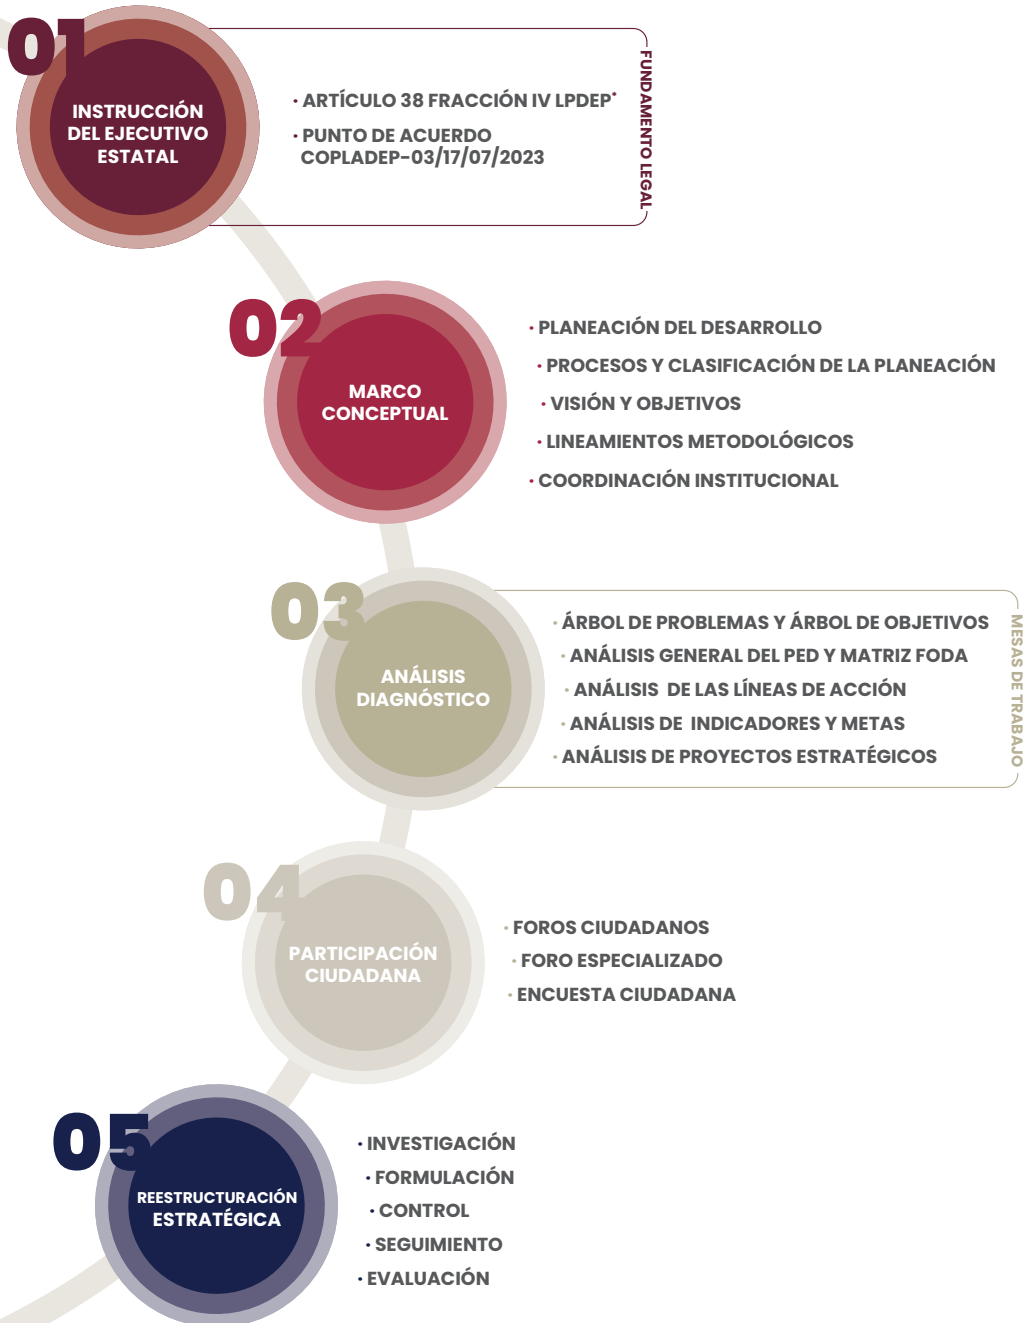 01
INSTRUCCIÓN
DEL EJECUTIVO
ESTATAL
• ARTÍCULO 38 FRACCIÓN IV LPDEP*
• PUNTO DE ACUERDO
COPLADEP-03/17/07/2023
FUNDAMENTO LEGAL
02
MARCO
CONCEPTUAL
• PLANEACIÓN DEL DESARROLLO
• PROCESOS Y CLASIFICACIÓN DE LA PLANEACIÓN
• VISIÓN Y OBJETIVOS
• LINEAMIENTOS METODOLÓGICOS
• COORDINACIÓN INSTITUCIONAL
03
ANÁLISIS
DIAGNÓSTICO
• ÁRBOL DE PROBLEMAS Y ÁRBOL DE OBJETIVOS
• ANÁLISIS GENERAL DEL PED Y MATRIZ FODA
• ANÁLISIS DE LAS LÍNEAS DE ACCIÓN
• ANÁLISIS DE INDICADORES Y METAS
• ANÁLISIS DE PROYECTOS ESTRATÉGICOS
MESAS DE TRABAJO
04
PARTICIPACIÓN
CIUDADANA
• FOROS CIUDADANOS
• FORO ESPECIALIZADO
• ENCUESTA CIUDADANA
05
REESTRUCTURACIÓN
ESTRATÉGICA
• INVESTIGACIÓN
• FORMULACIÓN
• CONTROL
• SEGUIMIENTO
• EVALUACIÓN